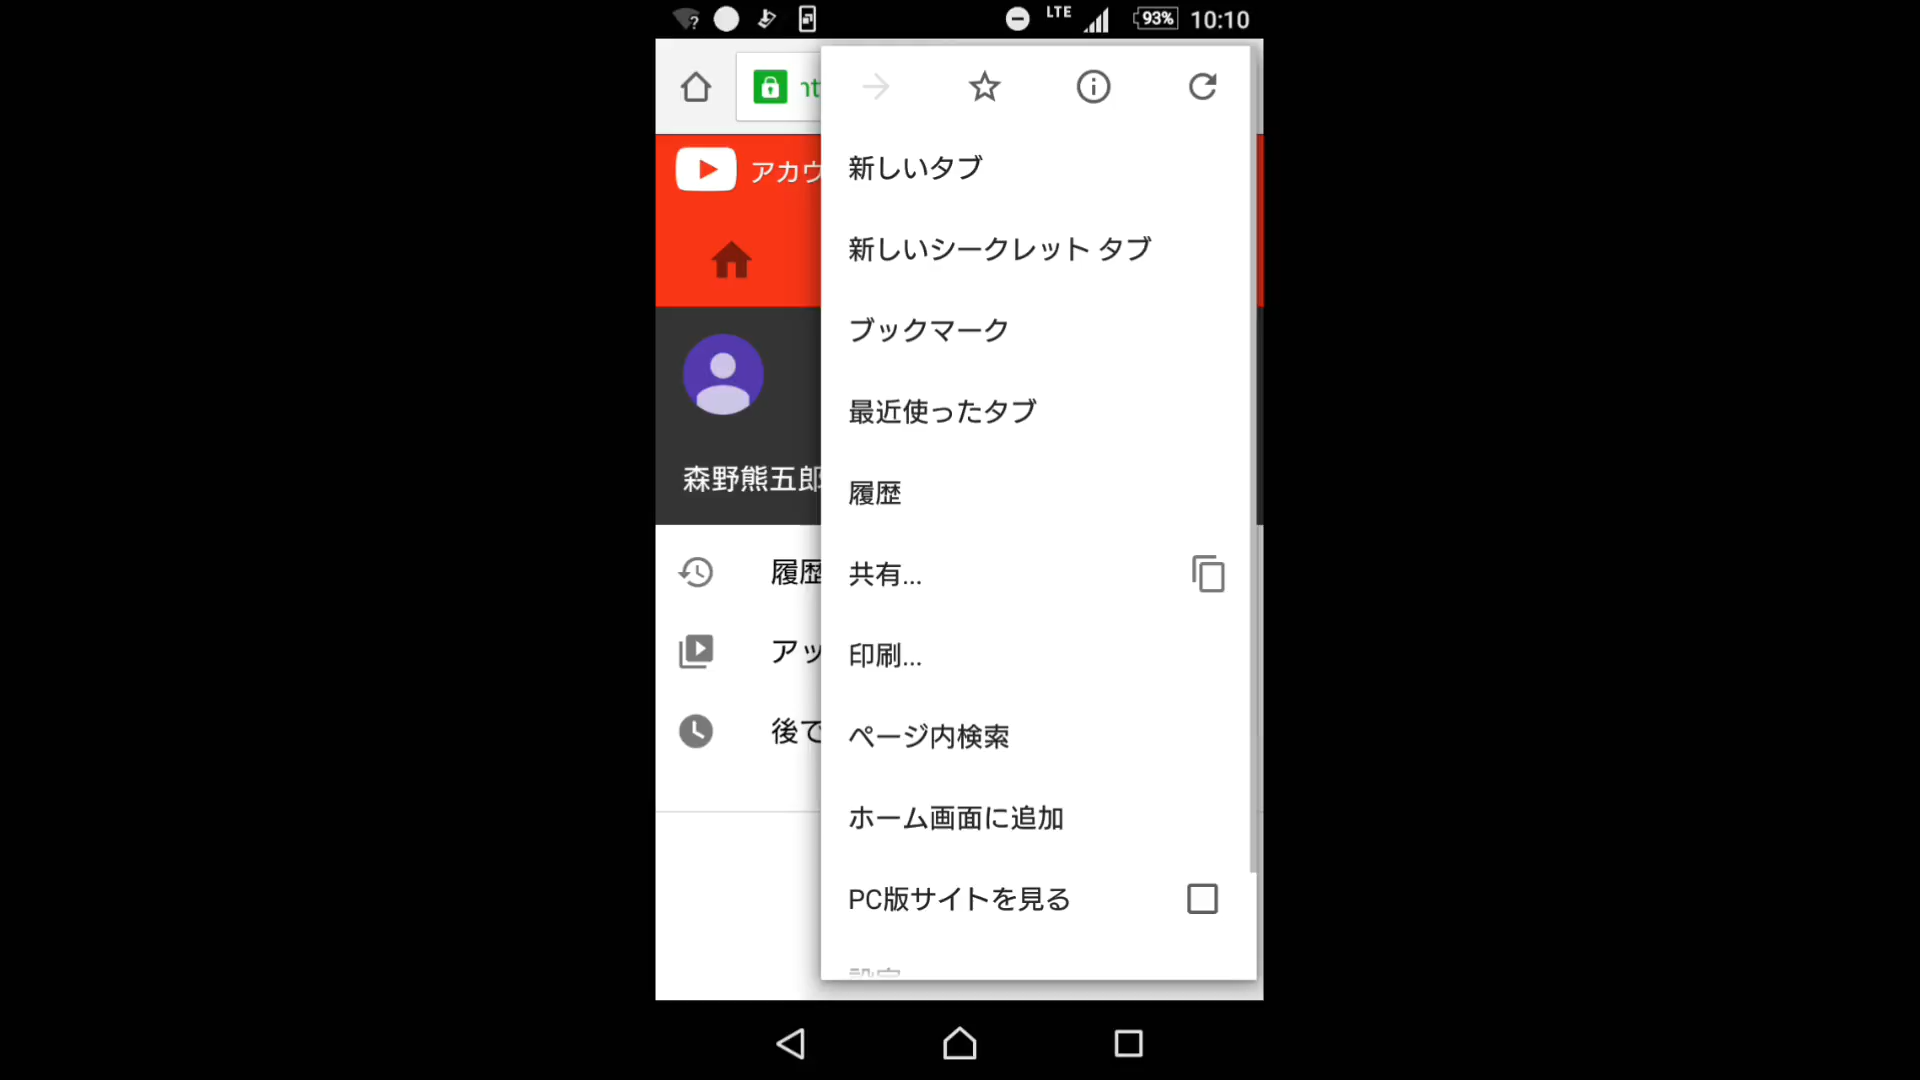 LTE 93% 10:10
新しいタブ
アカウ
新しいシークレット タブ
ブックマーク
最近使ったタブ
森野熊五郎
履歴
履歴
共有...
アッ
印刷...
後で
ページ内検索
ホーム画面に追加
PC版サイトを見る